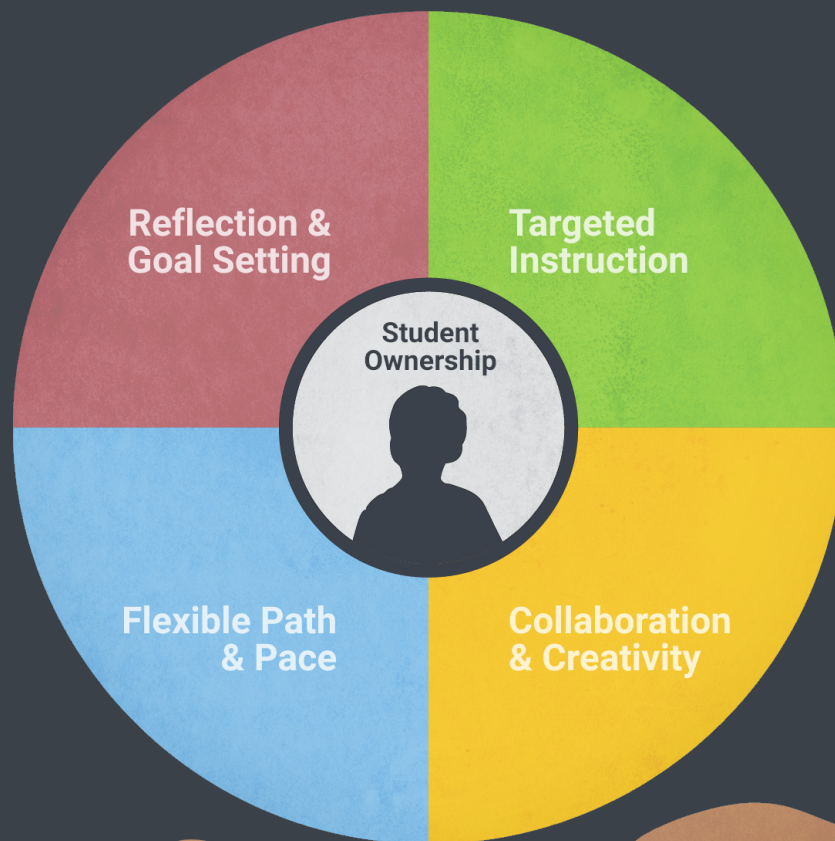 Reflection &
Goal Setting
Targeted
Instruction
Student
Ownership
Flexible Path
& Pace
Collaboration
& Creativity